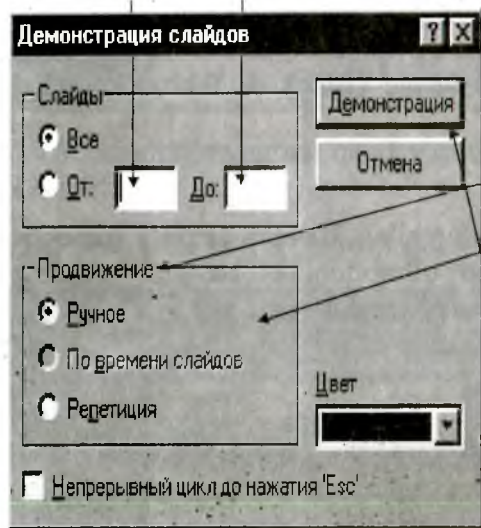 Демонстрация слайдов
Слайды
Все
От:
До:
Демонстрация
Отмена
Продвижение
Ручное
По времени слайдов
Репетиция
Цвет
Непрерывный цикл до нажатия 'Esc'